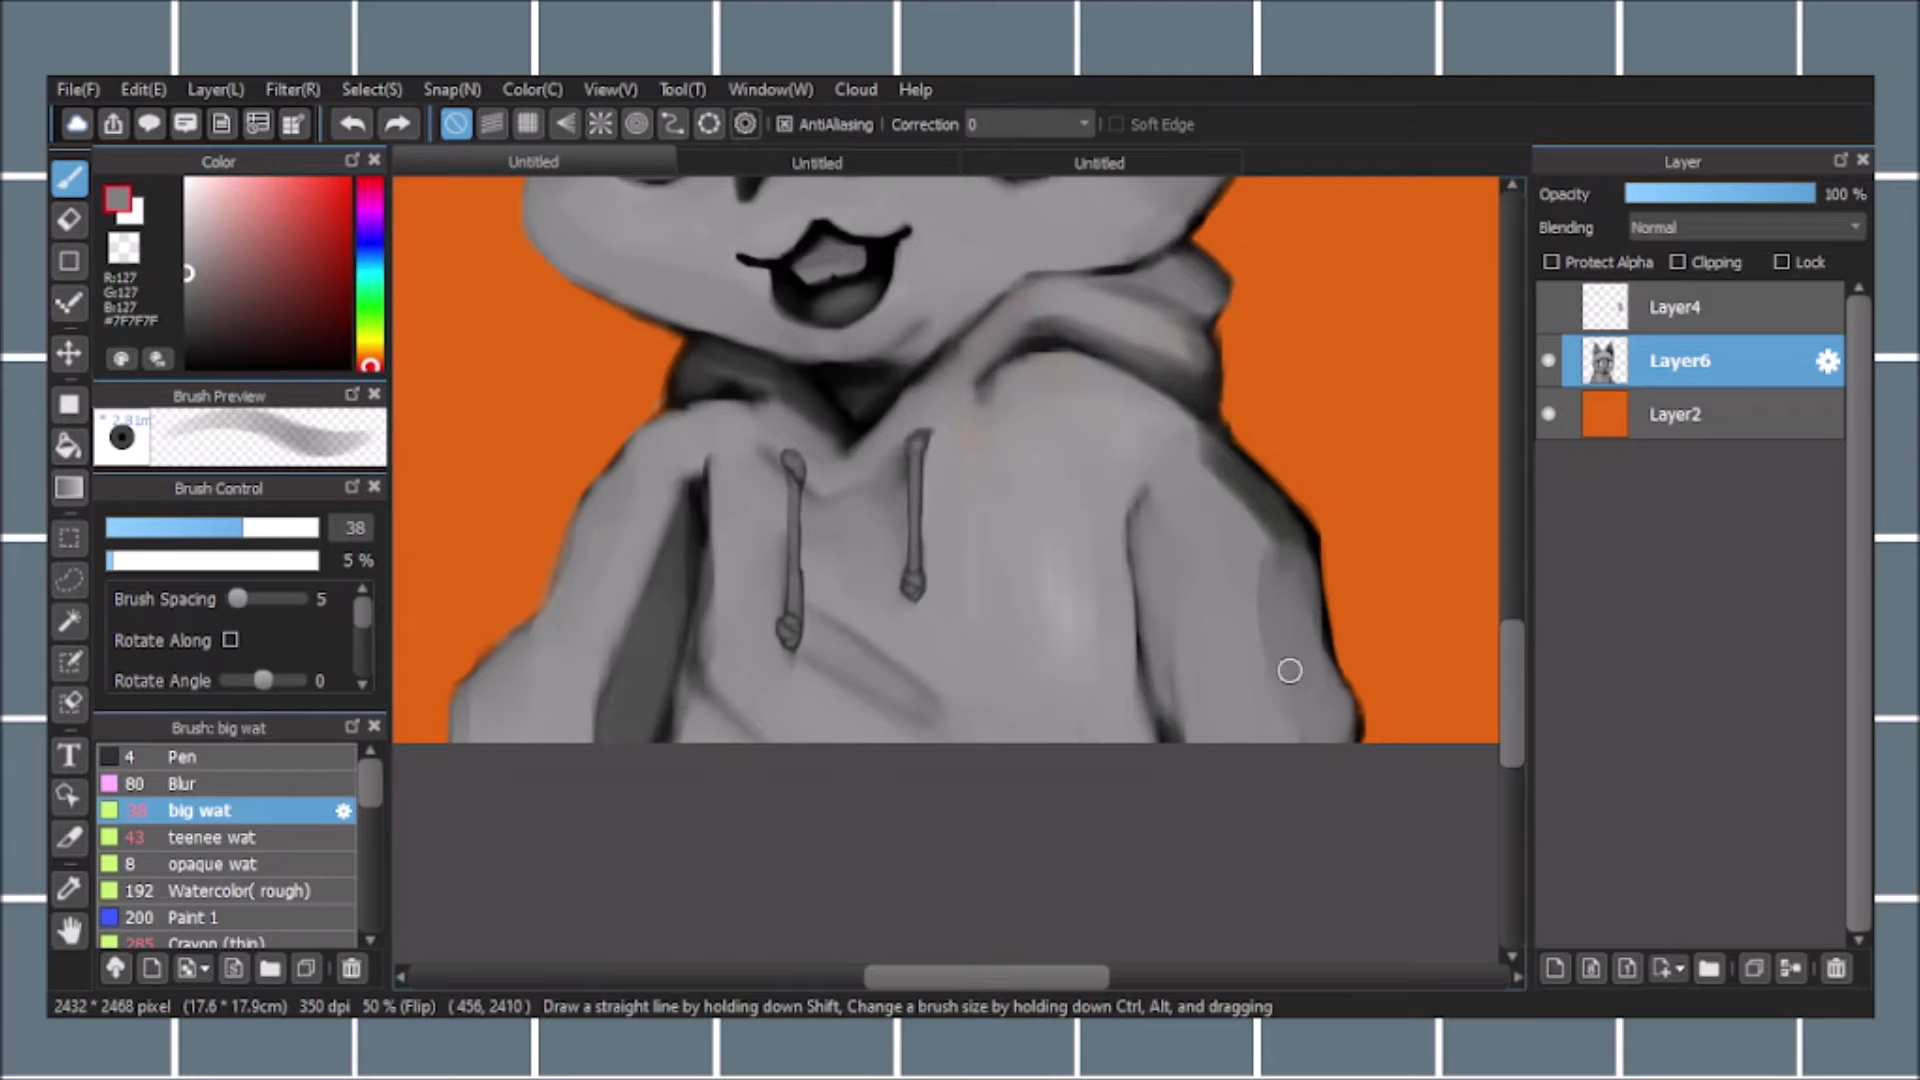 File(F) Edit(E) Layer(L) Filter(R) Select(S) Snap(N) Color(C) View(V) Tool(T) Window(W) Cloud Help
AntiAliasing Correction 0 Soft Edge
Color
Untitled Untitled Untitled
Layer
Opacity 100 %
Blending Normal
Protect Alpha Clipping Lock
R:127
G:127
B:127
#7F7F7F
Layer4
Layer6
Layer2
Brush Preview
Brush Control
38
5 %
Brush Spacing 5
Rotate Along
Rotate Angle 0
Brush: big wat
4 Pen
80 Blur
38 big wat
43 teenee wat
8 opaque wat
192 Watercolor( rough)
200 Paint 1
285 Crayon (thin)
2432 * 2468 pixel (17.6 * 17.9cm) 350 dpi 50 % (Flip) ( 456, 2410 ) Draw a straight line by holding down Shift, Change a brush size by holding down Ctrl, Alt, and dragging